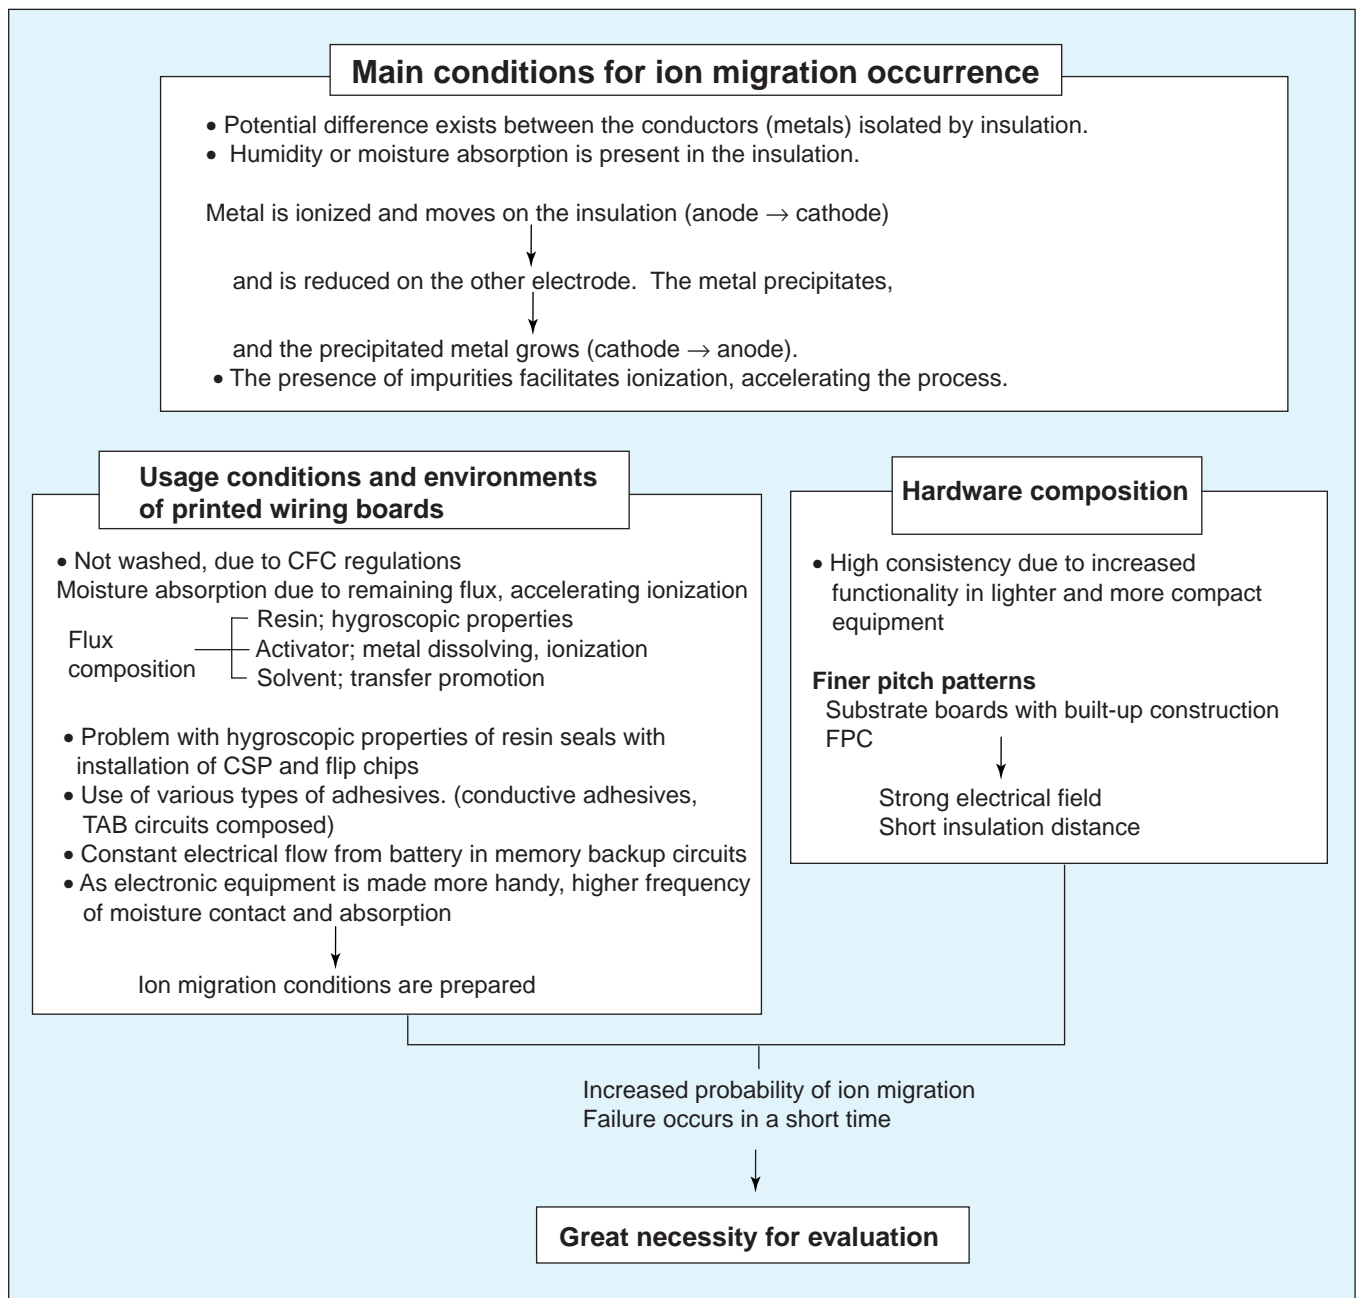 Main conditions for ion migration occurrence
• Potential difference exists between the conductors (metals) isolated by insulation.
• Humidity or moisture absorption is present in the insulation.
Metal is ionized and moves on the insulation (anode → cathode)
and is reduced on the other electrode. The metal precipitates,
and the precipitated metal grows (cathode → anode).
• The presence of impurities facilitates ionization, accelerating the process.
Usage conditions and environments
of printed wiring boards
• Not washed, due to CFC regulations
Moisture absorption due to remaining flux, accelerating ionization
Flux
composition
Resin; hygroscopic properties
Activator; metal dissolving, ionization
Solvent; transfer promotion
• Problem with hygroscopic properties of resin seals with
installation of CSP and flip chips
• Use of various types of adhesives. (conductive adhesives,
TAB circuits composed)
• Constant electrical flow from battery in memory backup circuits
• As electronic equipment is made more handy, higher frequency
of moisture contact and absorption
Ion migration conditions are prepared
Hardware composition
• High consistency due to increased
functionality in lighter and more compact
equipment
Finer pitch patterns
Substrate boards with built-up construction
FPC
Strong electrical field
Short insulation distance
Increased probability of ion migration
Failure occurs in a short time
Great necessity for evaluation